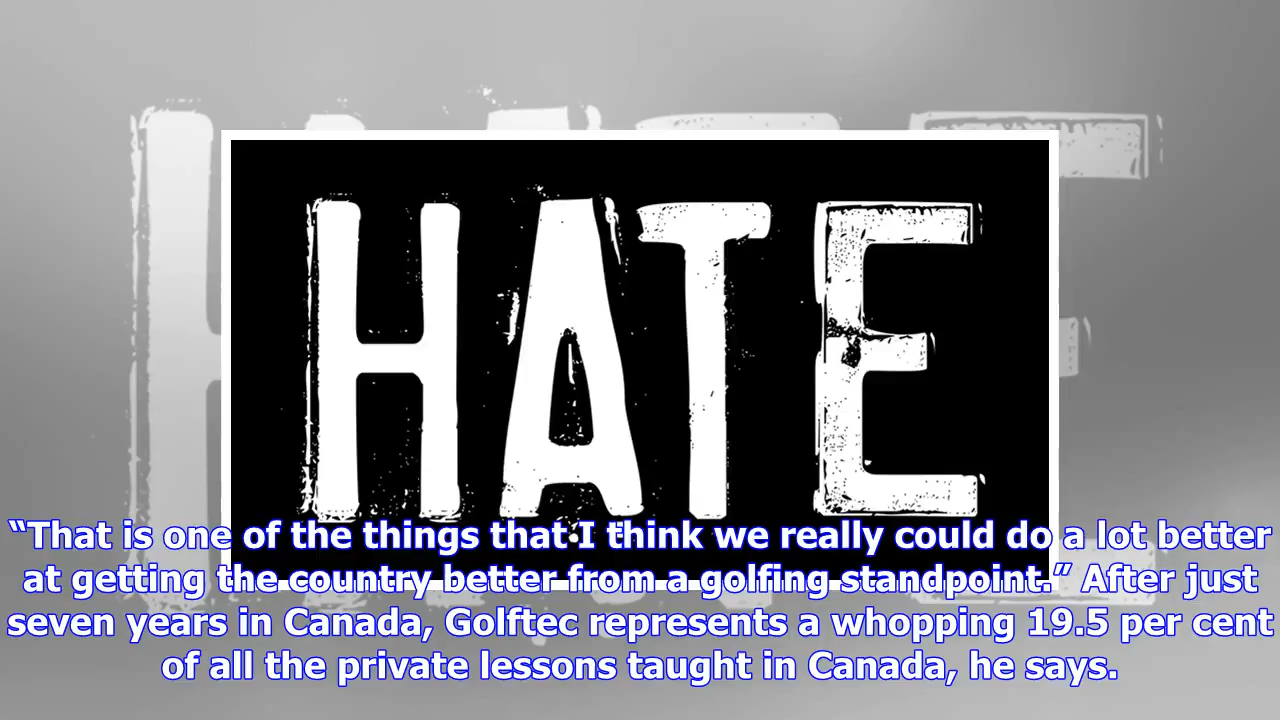 HATE
“That is one of the things that I think we really could do a lot better
at getting the country better from a golfing standpoint.” After just
seven years in Canada, Golftec represents a whopping 19.5 per cent
of all the private lessons taught in Canada, he says.